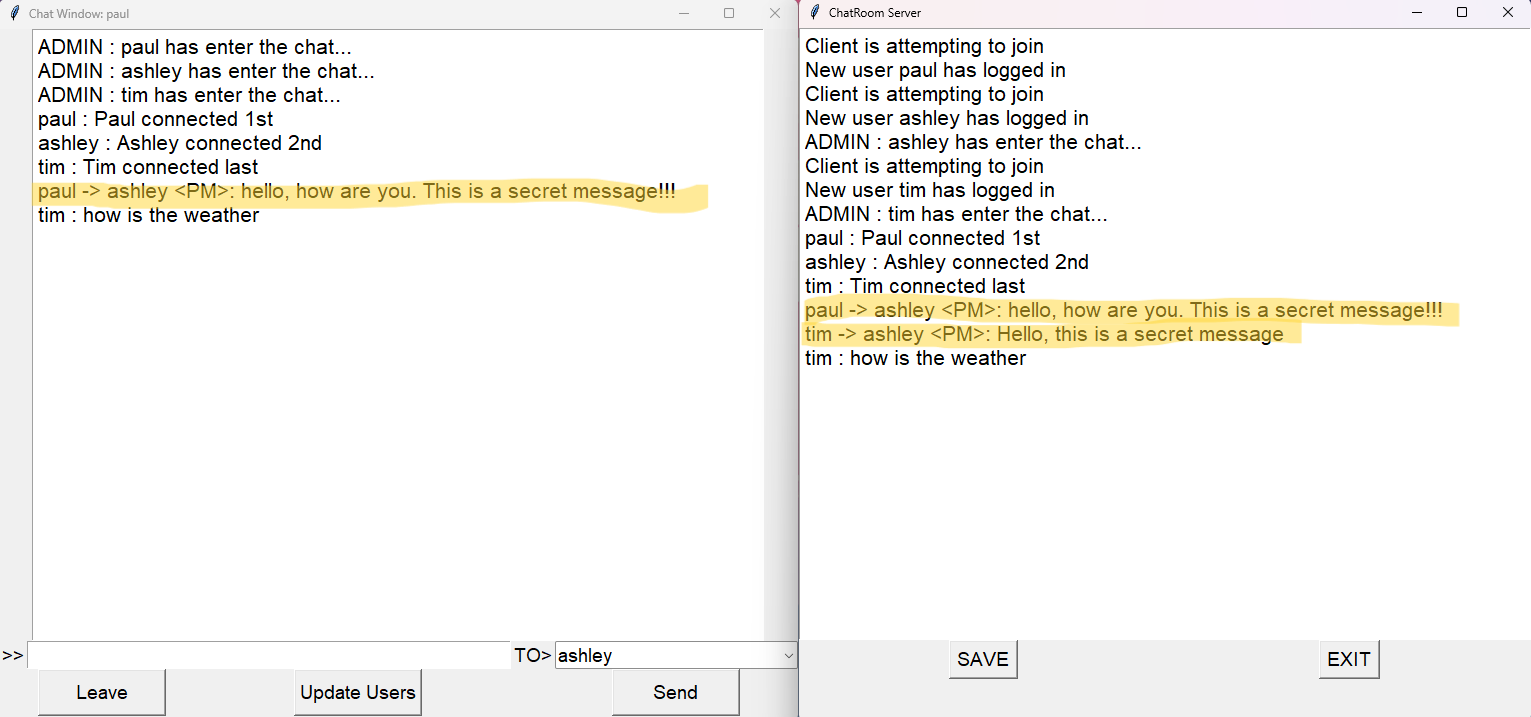 Chat Window: paul
ADMIN : paul has enter the chat...
ADMIN : ashley has enter the chat...
ADMIN : tim has enter the chat...
paul : Paul connected 1st
ashley : Ashley connected 2nd
tim : Tim connected last
paul -> ashley <PM>: hello, how are you. This is a secret message!!!
tim : how is the weather
>>
TO> ashley
Leave
Update Users
Send
ChatRoom Server
Client is attempting to join
New user paul has logged in
Client is attempting to join
New user ashley has logged in
ADMIN : ashley has enter the chat...
Client is attempting to join
New user tim has logged in
ADMIN : tim has enter the chat...
paul : Paul connected 1st
ashley : Ashley connected 2nd
tim : Tim connected last
paul -> ashley <PM>: hello, how are you. This is a secret message!!!
tim -> ashley <PM>: Hello, this is a secret message
tim : how is the weather
SAVE
EXIT